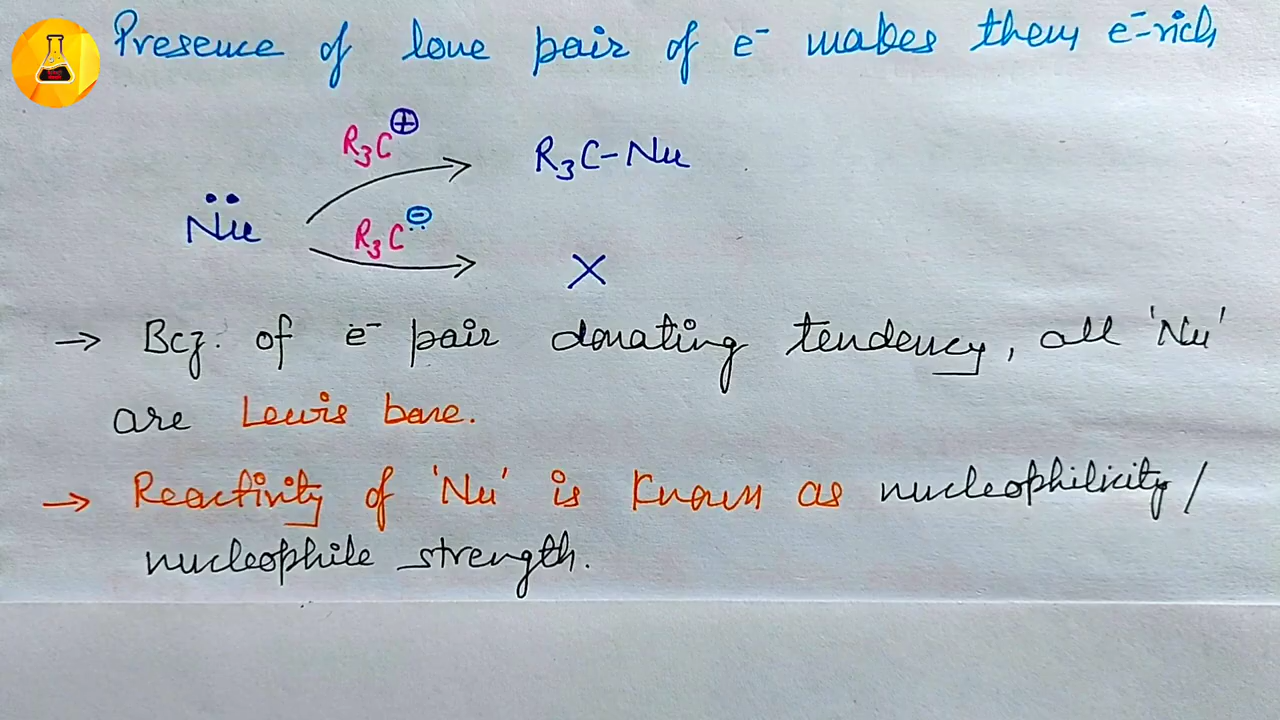 Presence of lone pair of e⁻ makes them e⁻rich
R₃C⊕
R₃C-Nu
N̈u
R₃C⊖
X
→ Bcz. of e⁻ pair donating tendency, all 'Nu'
are Lewis base.
→ Reactivity of 'Nu' is known as nucleophilicity /
nucleophile strength.